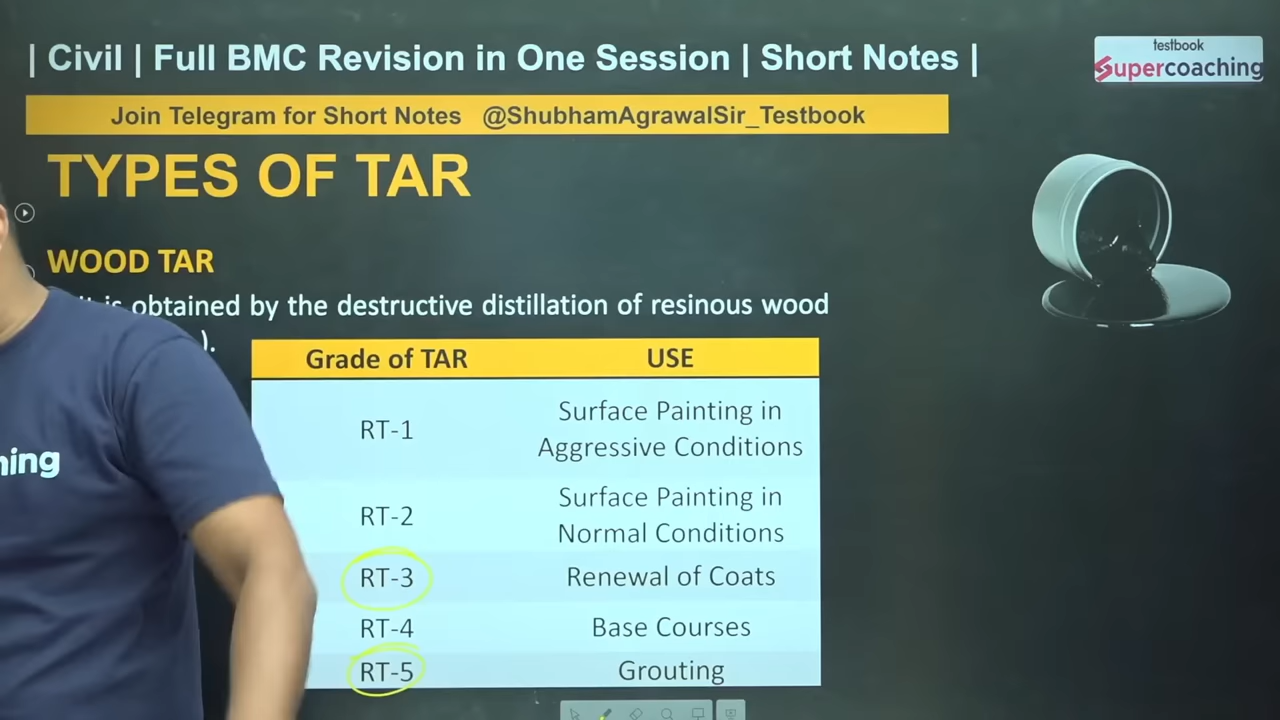 | Civil | Full BMC Revision in One Session | Short Notes |
testbook
Supercoaching
Join Telegram for Short Notes @ShubhamAgrawalSir_Testbook
TYPES OF TAR
WOOD TAR
is obtained by the destructive distillation of resinous wood
).
Grade of TAR USE
RT-1 Surface Painting in
Aggressive Conditions
RT-2 Surface Painting in
Normal Conditions
RT-3 Renewal of Coats
RT-4 Base Courses
RT-5 Grouting